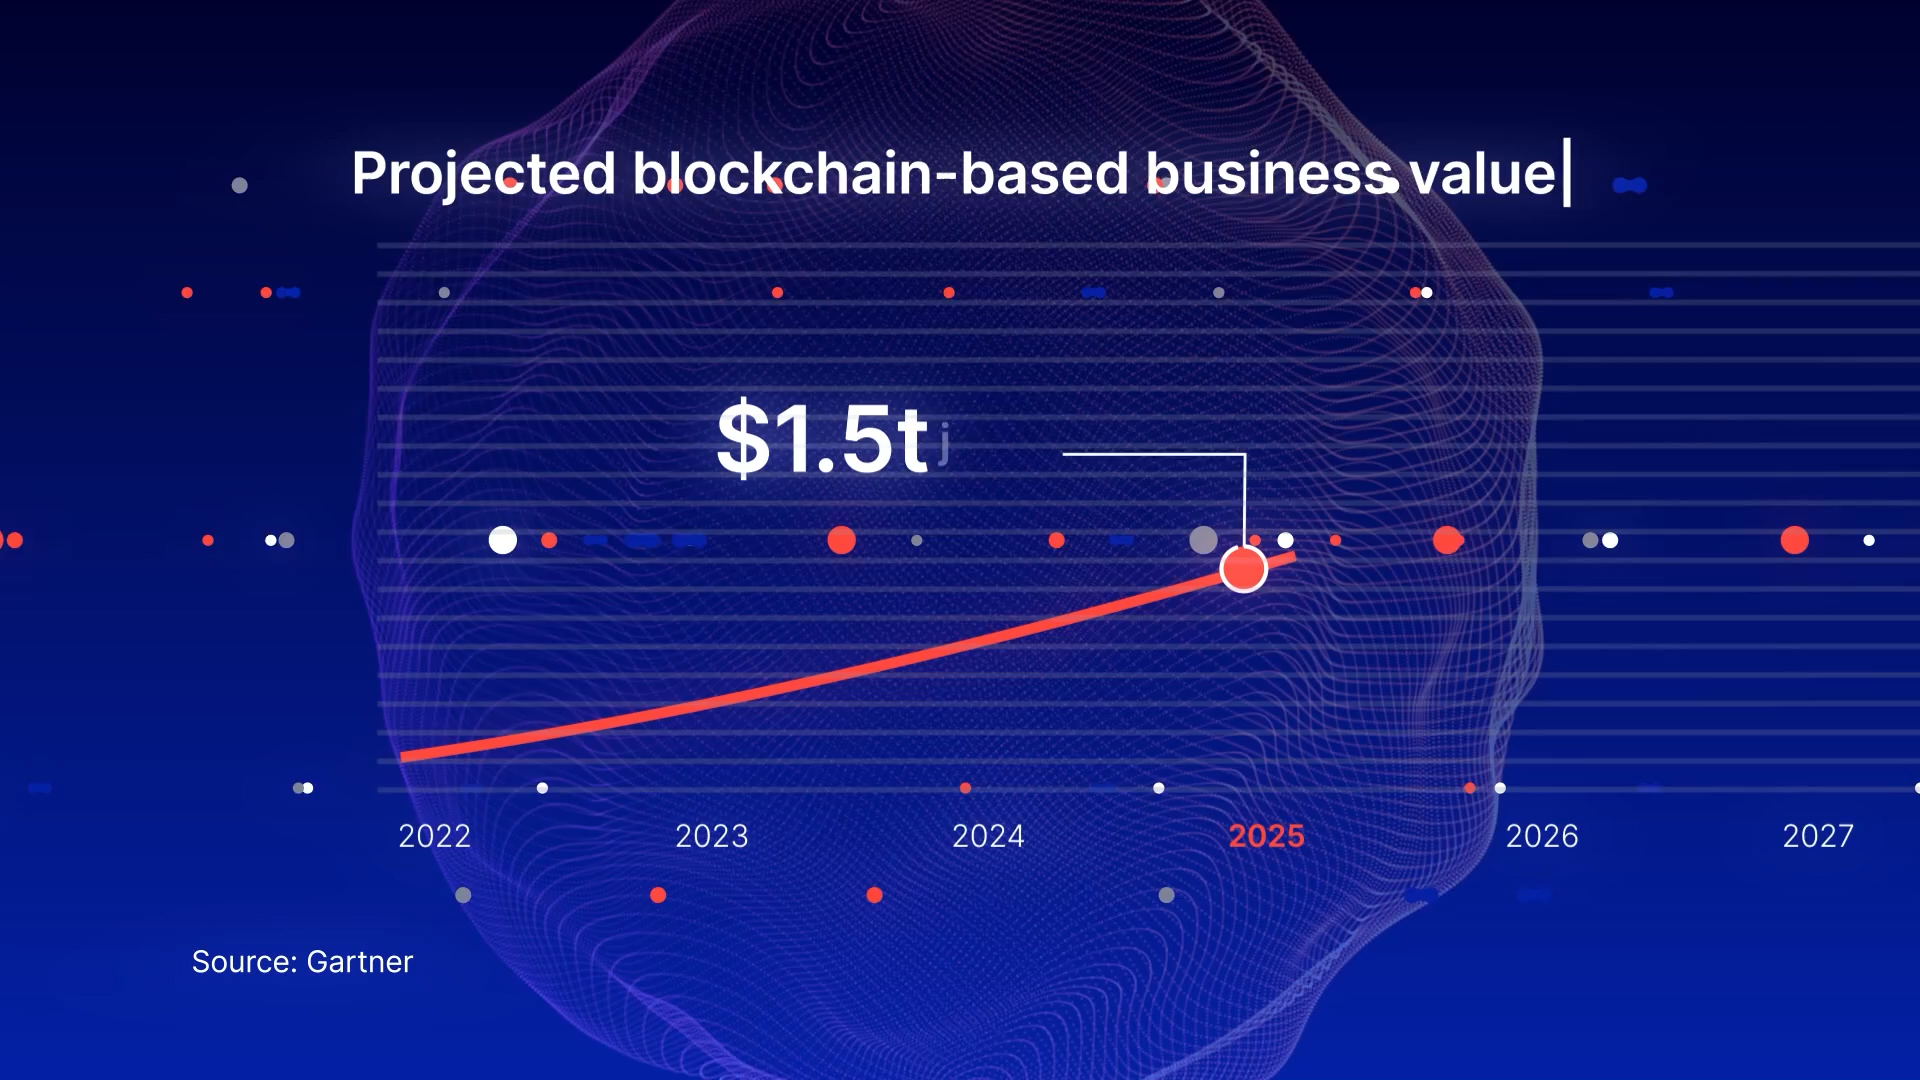 Projected blockchain-based business value|
$1.5t j
2022 2023 2024 2025 2026 2027
Source: Gartner